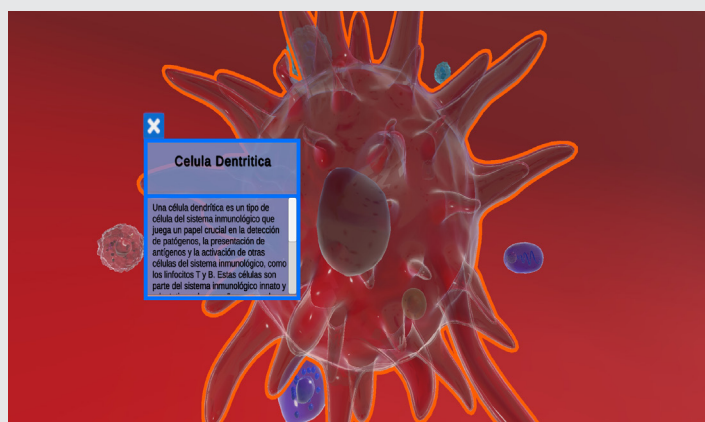 Celula Dentritica
Una célula dendrítica es un tipo de
célula del sistema inmunológico que
juega un papel crucial en la detección
de patógenos, la presentación de
antígenos y la activación de otras
células del sistema inmunológico, como
los linfocitos T y B. Estas células son
parte del sistema inmunológico innato y